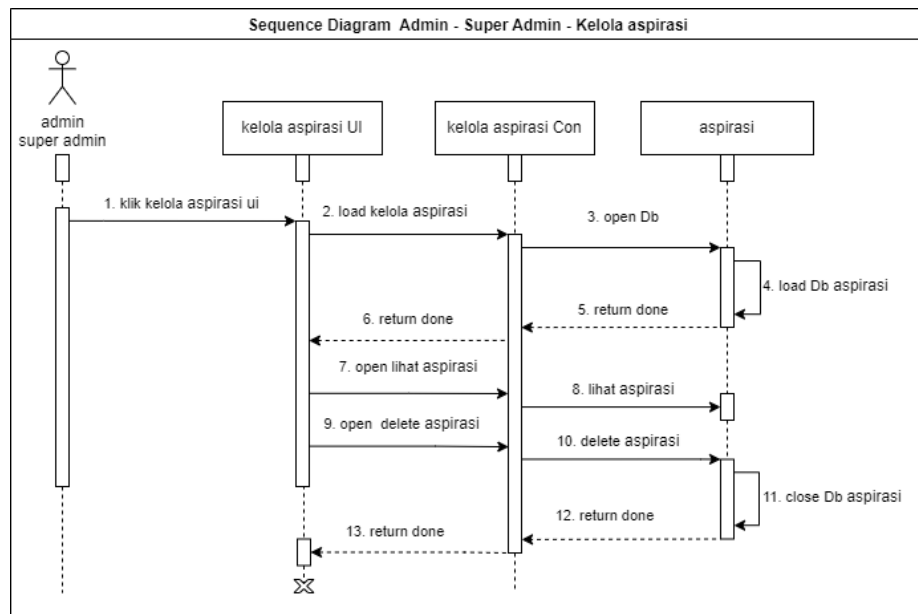 Sequence Diagram  Admin - Super Admin - Kelola aspirasi
admin
super admin
kelola aspirasi UI
kelola aspirasi Con
aspirasi
1. klik kelola aspirasi ui
2. load kelola aspirasi
3. open Db
4. load Db aspirasi
5. return done
6. return done
7. open lihat aspirasi
8. lihat aspirasi
9. open  delete aspirasi
10. delete aspirasi
11. close Db aspirasi
12. return done
13. return done